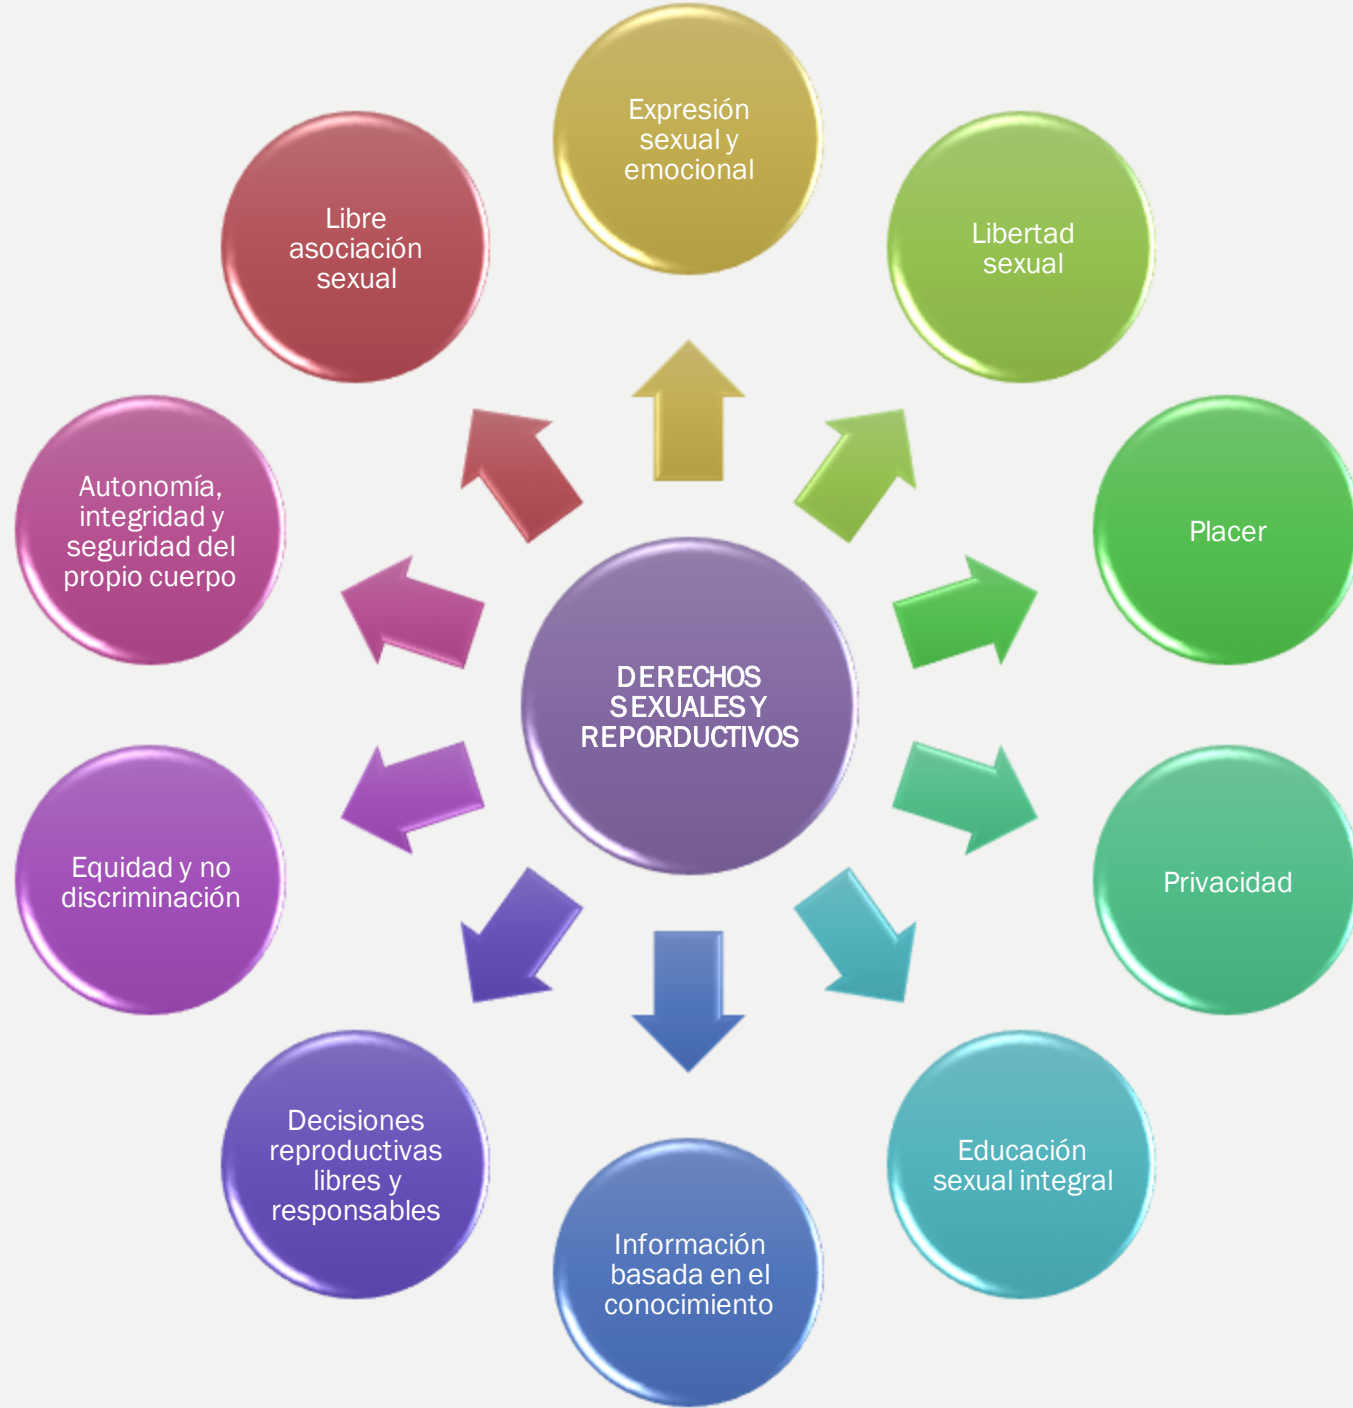 Expresión
sexual y
emocional
Libertad
sexual
Placer
Privacidad
Educación
sexual integral
Información
basada en el
conocimiento
Decisiones
reproductivas
libres y
responsables
Equidad y no
discriminación
Autonomía,
integridad y
seguridad del
propio cuerpo
Libre
asociación
sexual
DERECHOS
SEXUALES Y
REPORDUCTIVOS